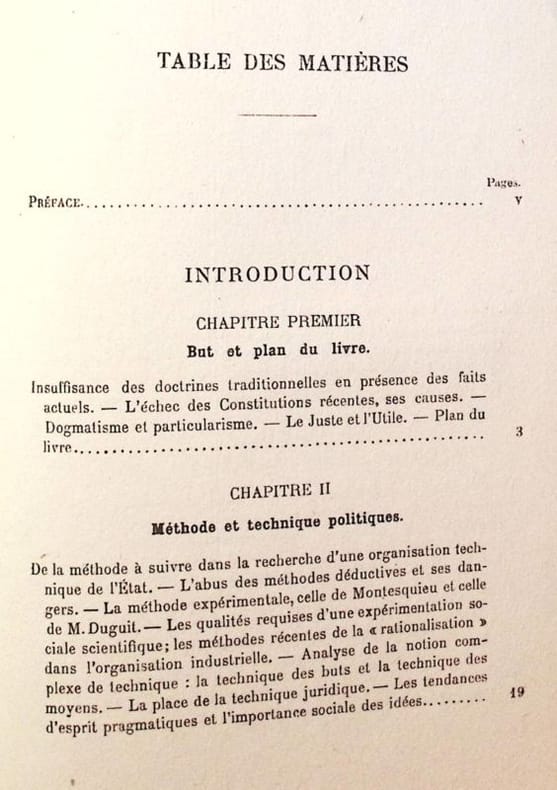 TABLE DES MATIÈRES
Pages.
PRÉFACE. . . . . . . . . . . . . . . . . . . . . . . . . . . . . . . . . . . . . . . . . . . . . . . . . V
INTRODUCTION
CHAPITRE PREMIER
But et plan du livre.
Insuffisance des doctrines traditionnelles en présence des faits
actuels. — L'échec des Constitutions récentes, ses causes. —
Dogmatisme et particularisme. — Le Juste et l'Utile. — Plan du
livre. . . . . . . . . . . . . . . . . . . . . . . . . . . . . . . . . . . . . . . . . . . . . . . . . 3
CHAPITRE II
Méthode et technique politiques.
De la méthode à suivre dans la recherche d'une organisation tech-
nique de l'État. — L'abus des méthodes déductives et ses dan-
gers. — La méthode expérimentale, celle de Montesquieu et celle
de M. Duguit. — Les qualités requises d'une expérimentation so-
ciale scientifique; les méthodes récentes de la « rationalisation »
dans l'organisation industrielle. — Analyse de la notion com-
plexe de technique : la technique des buts et la technique des
moyens. — La place de la technique juridique. — Les tendances
d'esprit pragmatiques et l'importance sociale des idées. . . . . . . . . 19